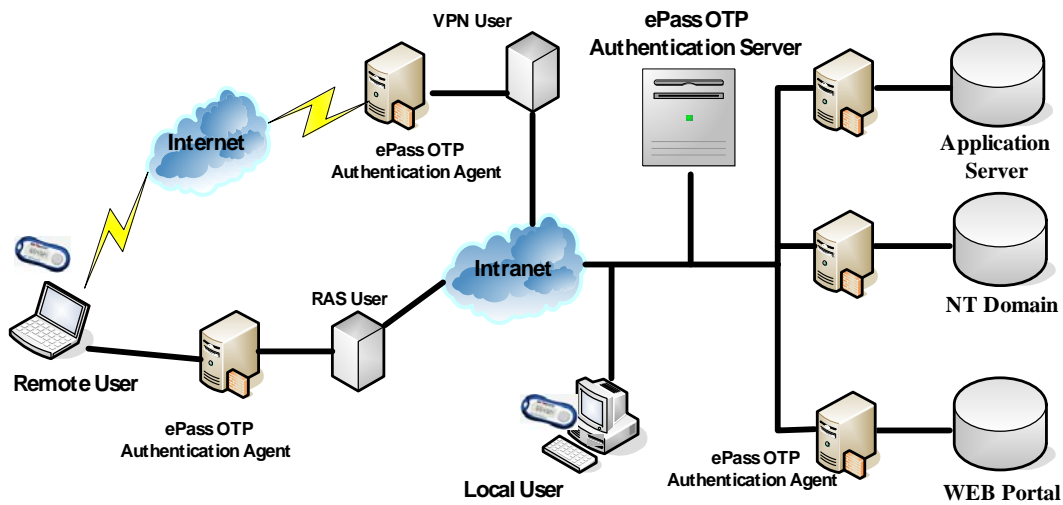 VPN User
ePass OTP
Authentication Server
Internet
ePass OTP
Authentication Agent
Application
Server
Intranet
RAS User
NT Domain
Remote User
ePass OTP
Authentication Agent
Local User
ePass OTP
Authentication Agent
WEB Portal